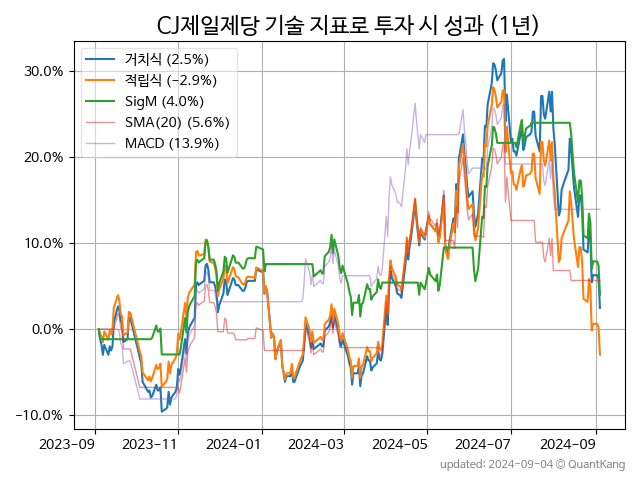 CJ제일제당 기술 지표로 투자 시 성과 (1년)
거치식 (2.5%)
적립식 (−2.9%)
SigM (4.0%)
SMA(20) (5.6%)
MACD (13.9%)
30.0%
20.0%
10.0%
0.0%
−10.0%
2023-09 2023-11 2024-01 2024-03 2024-05 2024-07 2024-09
updated: 2024-09-04 @ QuantKang